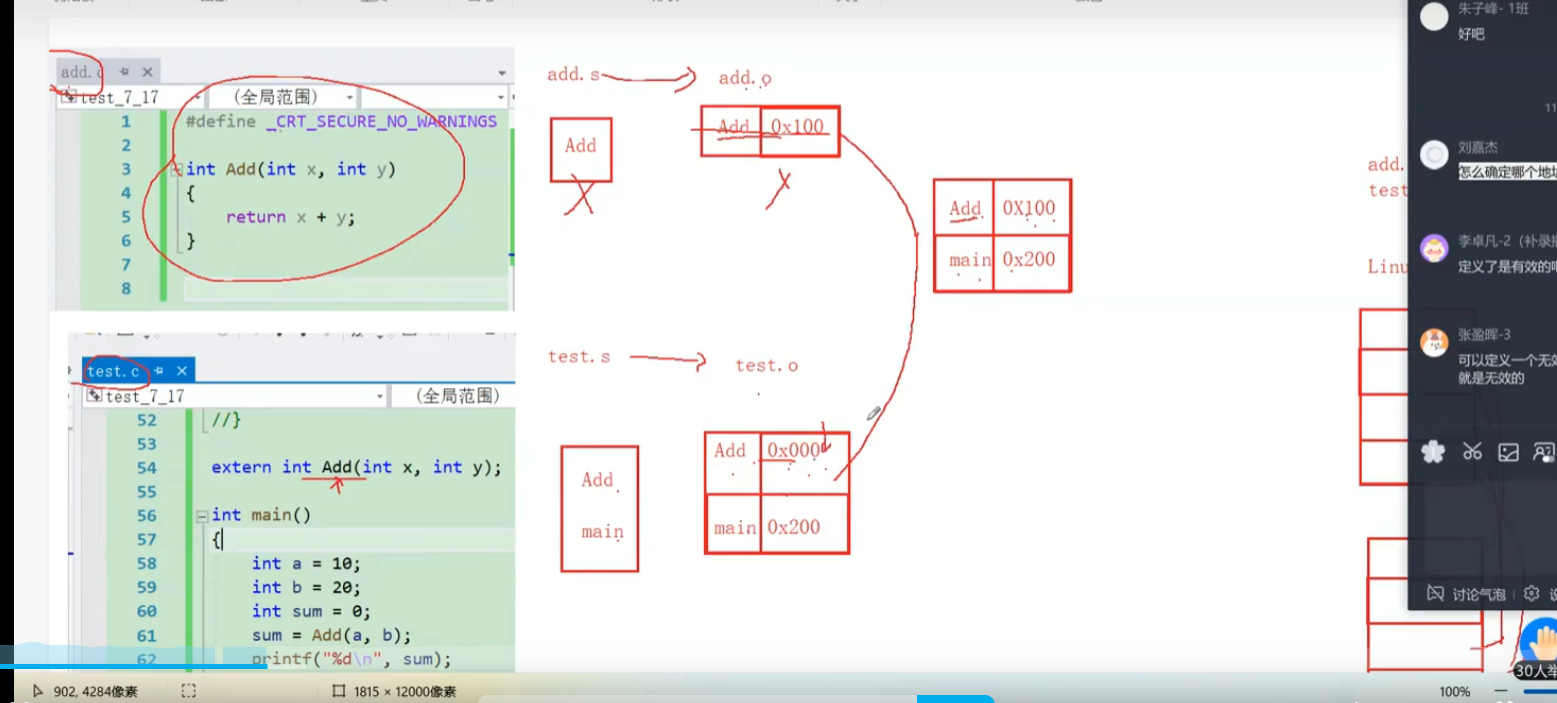 add.c
test_7_17
(全局范围)
1 #define _CRT_SECURE_NO_WARNINGS
2
3 int Add(int x, int y)
4 {
5 return x + y;
6 }
7
8
test.c
test_7_17
(全局范围)
52 //}
53
54 extern int Add(int x, int y);
55
56 int main()
57 {
58 int a = 10;
59 int b = 20;
60 int sum = 0;
61 sum = Add(a, b);
62 printf("%d\n", sum);
add.s
add.o
Add
Add 0x100
test.s
test.o
Add
main
Add 0x000
main 0x200
Add 0X100
main 0x200
add.
test
Linu
朱子峰- 1班
好吧
11
刘嘉杰
怎么确定哪个地址
李卓凡-2（补录班
定义了是有效的吧
张盈晖-3
可以定义一个无效
就是无效的
讨论气泡
设
30人举
902, 4284像素
1815 × 12000像素
100%